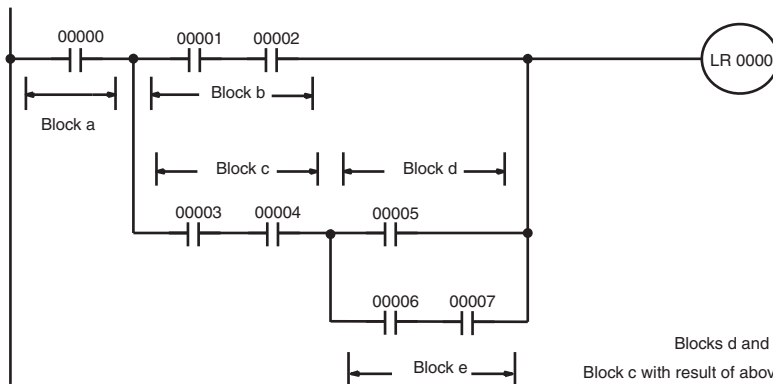 00000
00001
00002
LR 0000
Block a
Block b
Block c
Block d
00003
00004
00005
00006
00007
Block e
Blocks d and
Block c with result of abov